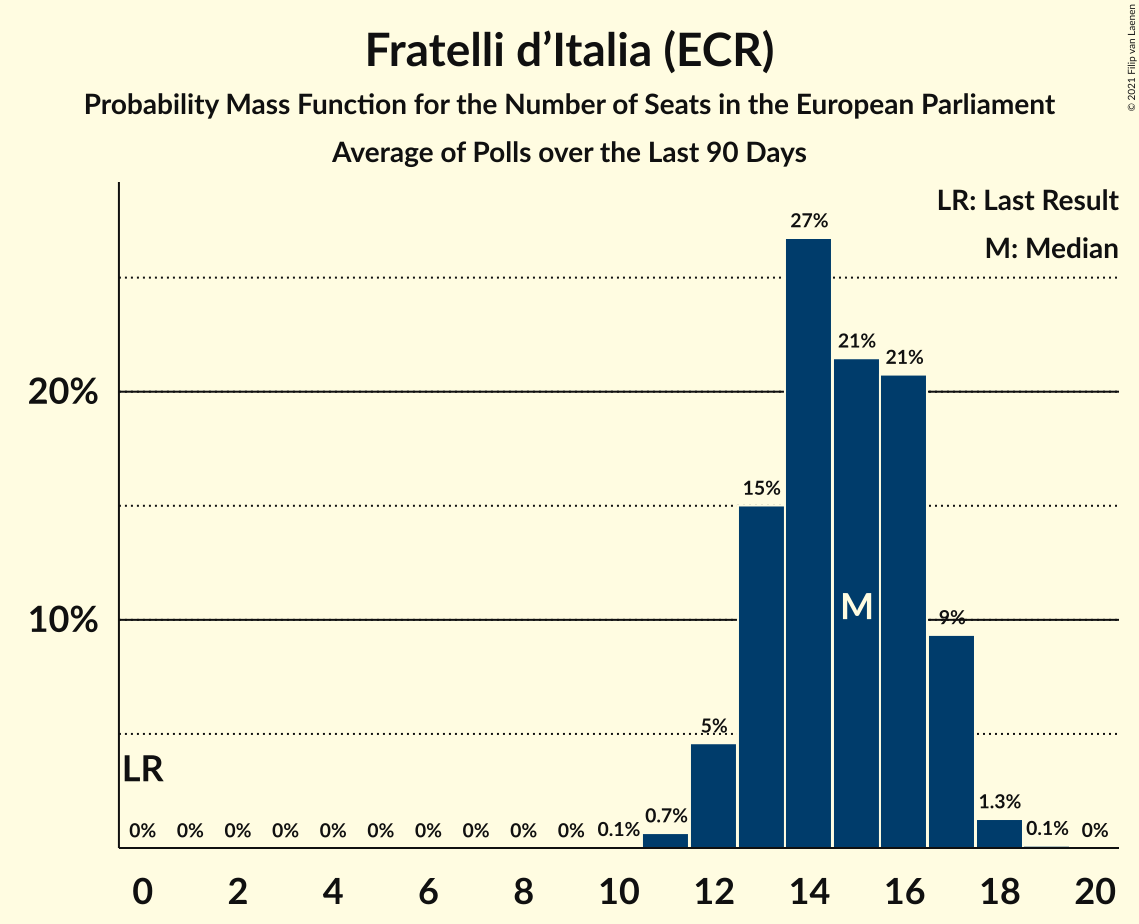 Fratelli d’Italia (ECR)
Probability Mass Function for the Number of Seats in the European Parliament
Average of Polls over the Last 90 Days
© 2021 Filip van Laenen
LR: Last Result
M: Median
20%
10%
27%
21%
21%
15%
M
9%
5%
LR
0% 0% 0% 0% 0% 0% 0% 0% 0% 0% 0.1% 0.7% 1.3% 0.1% 0%
0 2 4 6 8 10 12 14 16 18 20